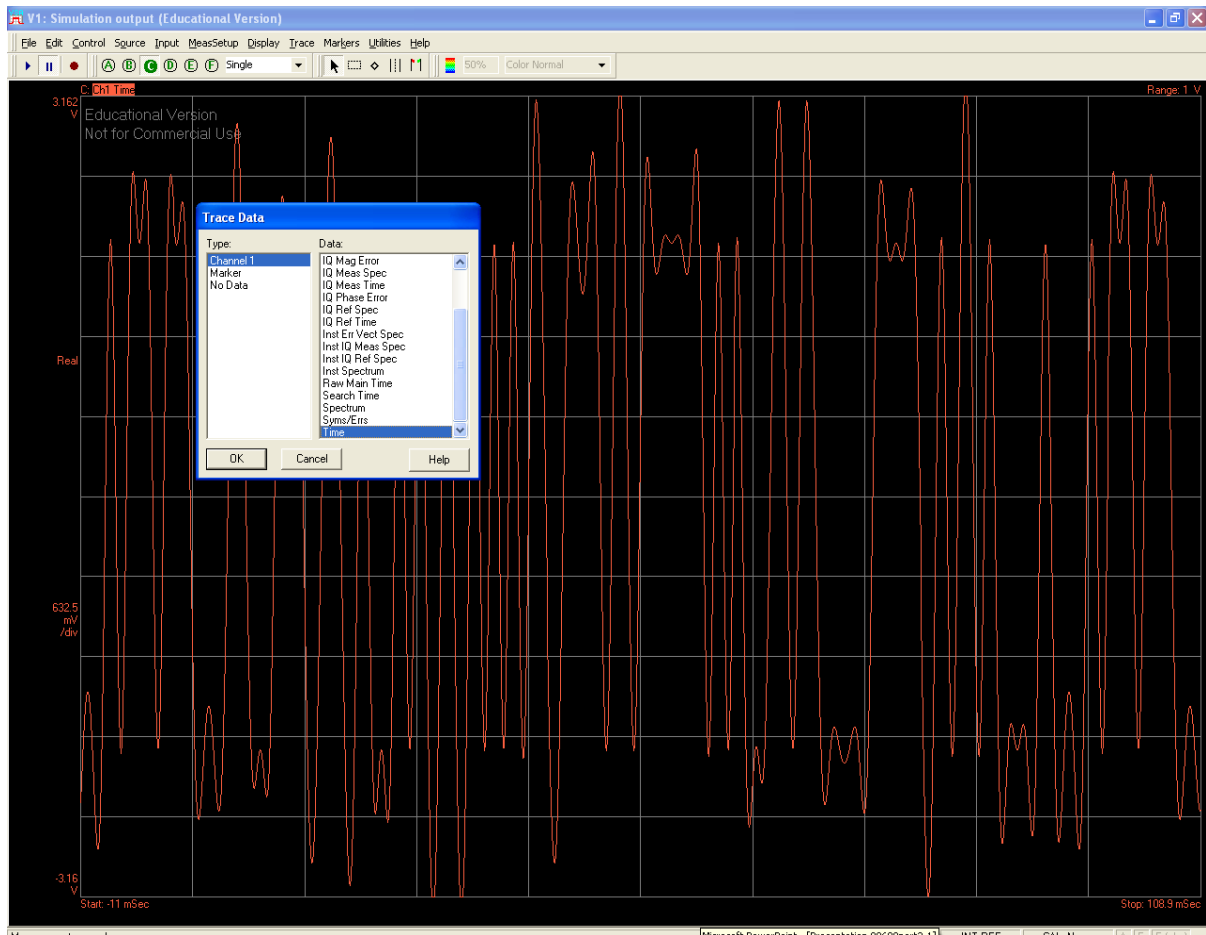 V1: Simulation output (Educational Version)
File Edit Control Source Input MeasSetup Display Trace Markers Utilities Help
A B C D E F Single 50% Color Normal
C: Ch1 Time Range: 1 V
3.162
V
Educational Version
Not for Commercial Use
Trace Data
Type:
Channel 1
Marker
No Data
Data:
IQ Mag Error
IQ Meas Spec
IQ Meas Time
IQ Phase Error
IQ Ref Spec
IQ Ref Time
Inst Err Vect Spec
Inst IQ Meas Spec
Inst IQ Ref Spec
Inst Spectrum
Raw Main Time
Search Time
Spectrum
Syms/Errs
Time
OK Cancel Help
Real
632.5
mV
/div
-3.16
V
Start: -11 mSec Stop: 108.9 mSec